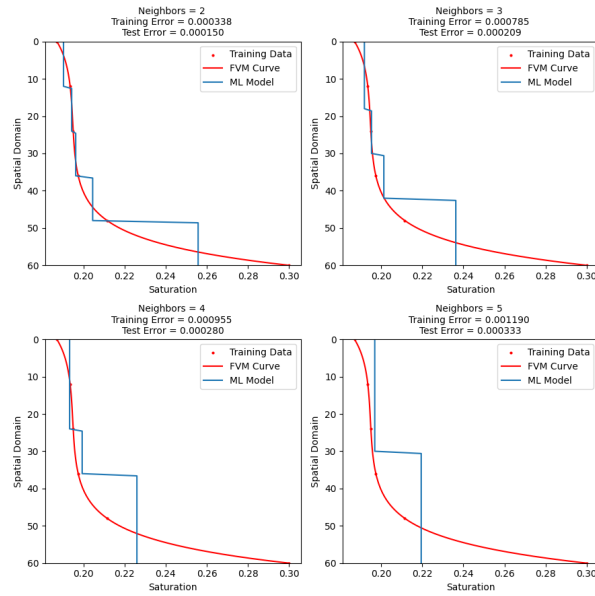 Neighbors = 2
Training Error = 0.000338
Test Error = 0.000150
Training Data
FVM Curve
ML Model
0
10
20
30
40
50
60
Spatial Domain
0.20
0.22
0.24
0.26
0.28
0.30
Saturation
Neighbors = 3
Training Error = 0.000785
Test Error = 0.000209
Training Data
FVM Curve
ML Model
0
10
20
30
40
50
60
Spatial Domain
0.20
0.22
0.24
0.26
0.28
0.30
Saturation
Neighbors = 4
Training Error = 0.000955
Test Error = 0.000280
Training Data
FVM Curve
ML Model
0
10
20
30
40
50
60
Spatial Domain
0.20
0.22
0.24
0.26
0.28
0.30
Saturation
Neighbors = 5
Training Error = 0.001190
Test Error = 0.000333
Training Data
FVM Curve
ML Model
0
10
20
30
40
50
60
Spatial Domain
0.20
0.22
0.24
0.26
0.28
0.30
Saturation